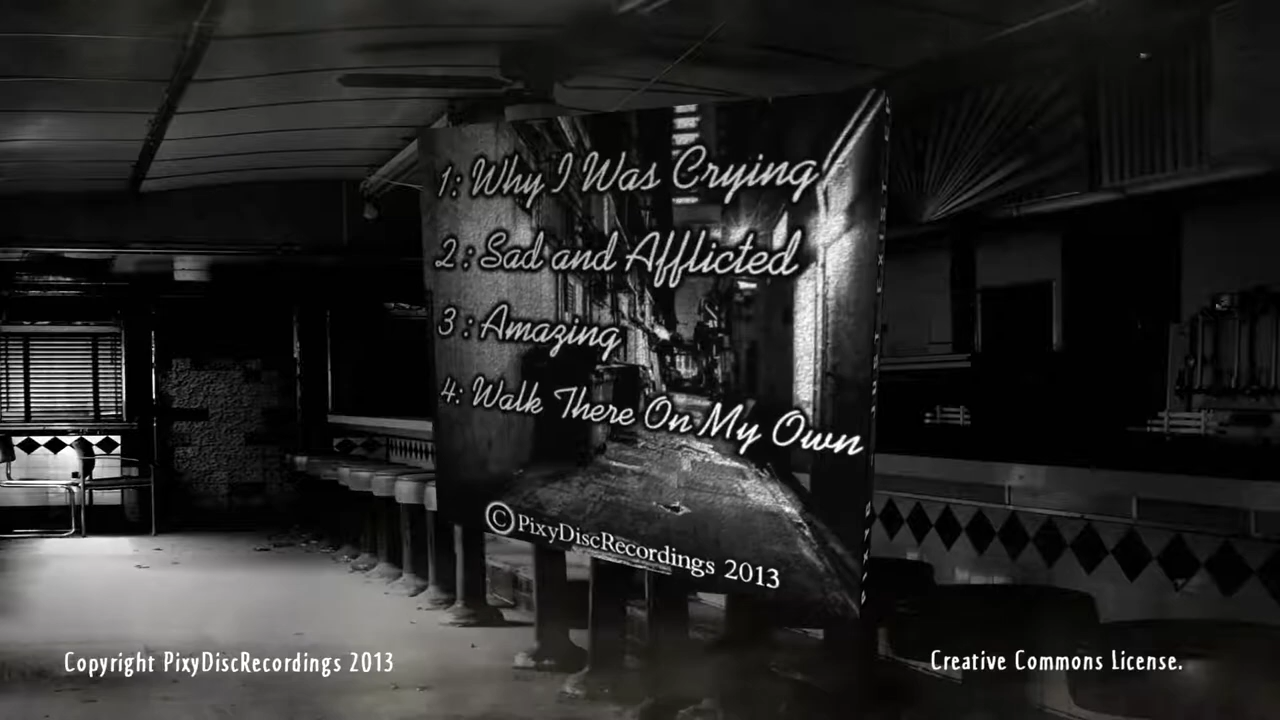 1: Why I Was Crying
2: Sad and Afflicted
3: Amazing
4: Walk There On My Own
© PixyDiscRecordings 2013
Copyright PixyDiscRecordings 2013
Creative Commons License.